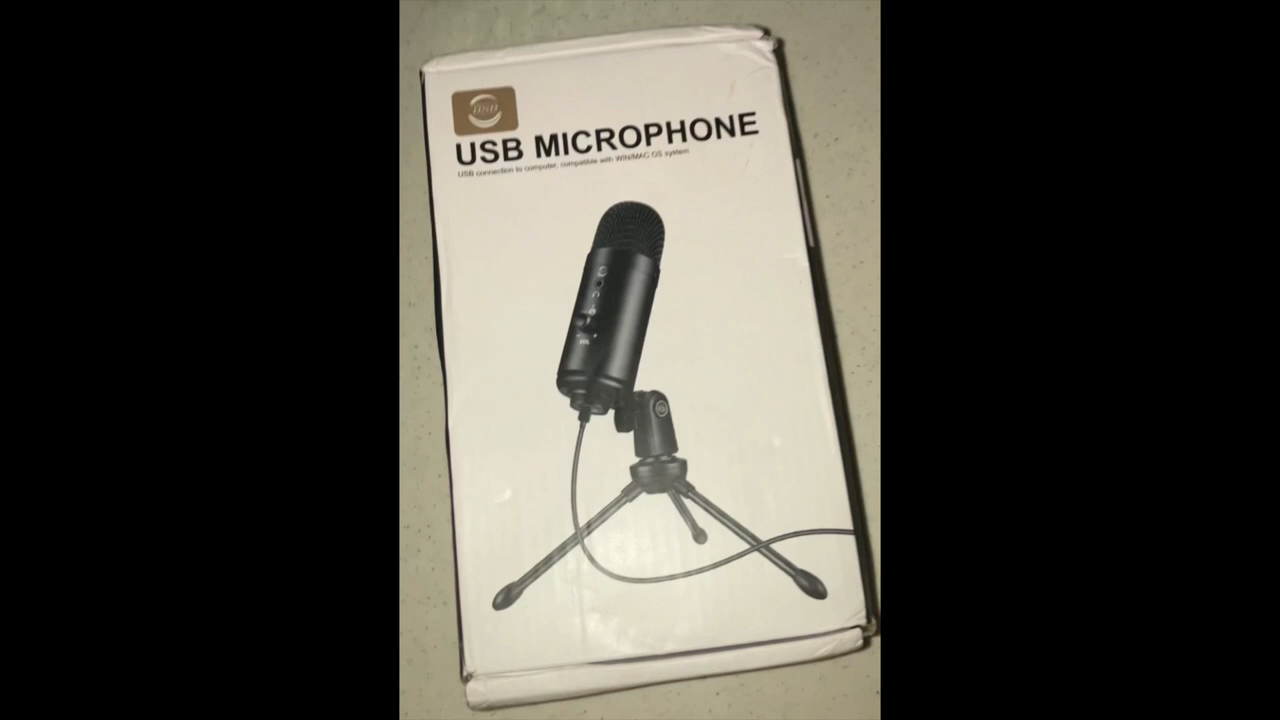 USB MICROPHONE
USB connection to computer, compatible with WIN/MAC OS system